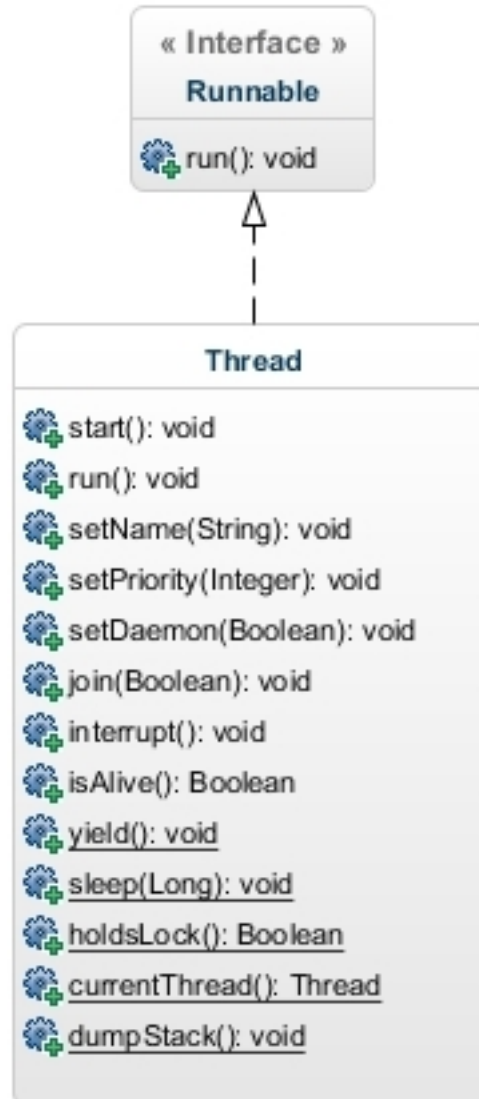 « Interface »
Runnable
run(): void
Thread
start(): void
run(): void
setName(String): void
setPriority(Integer): void
setDaemon(Boolean): void
join(Boolean): void
interrupt(): void
isAlive(): Boolean
yield(): void
sleep(Long): void
holdsLock(): Boolean
currentThread(): Thread
dumpStack(): void